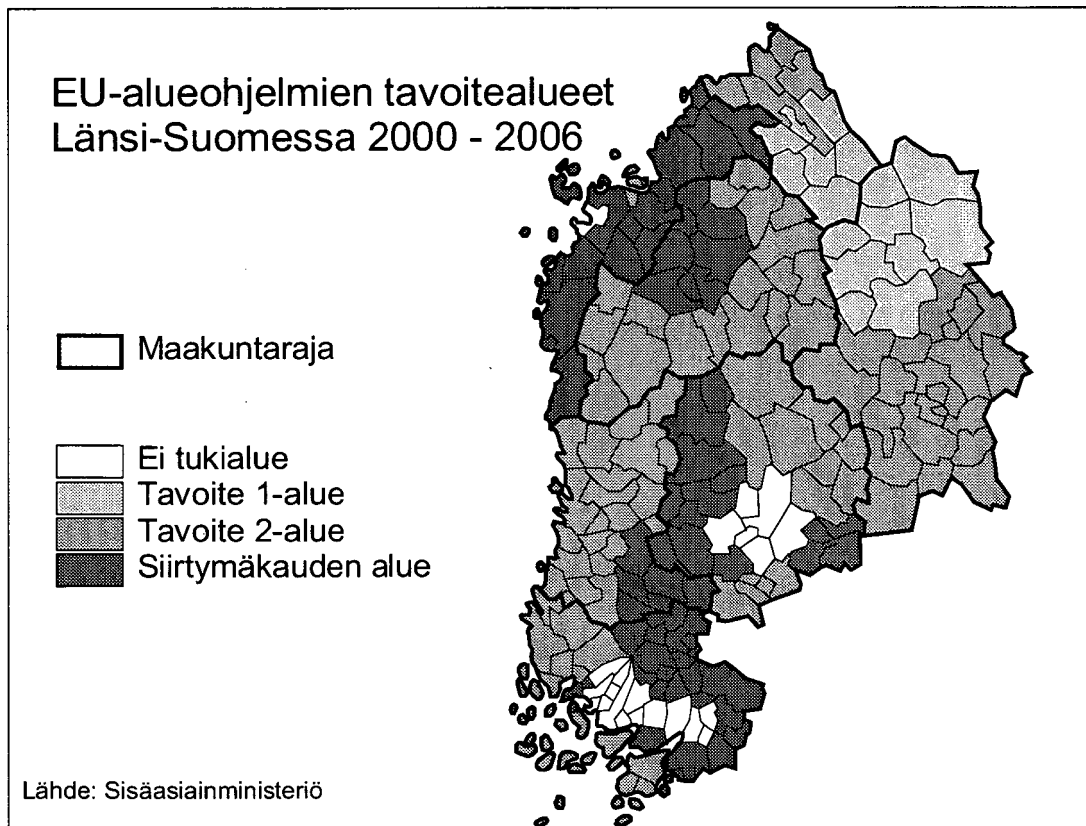 EU-alueohjelmien tavoitealueet
Länsi-Suomessa 2000 - 2006
Maakuntaraja
Ei tukialue
Tavoite 1-alue
Tavoite 2-alue
Siirtymäkauden alue
Lähde: Sisäasiainministeriö